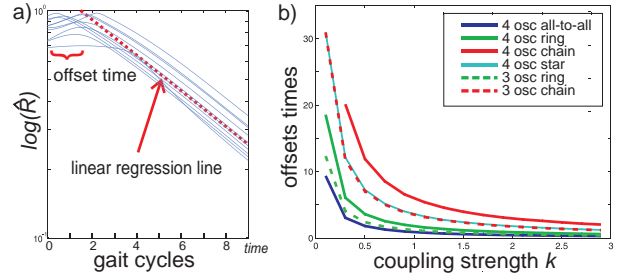 a)
10⁰
offset time
log(R̂)
linear regression line
10⁻¹
0 2 4 6 8 time
gait cycles
b)
4 osc all-to-all
4 osc ring
4 osc chain
4 osc star
3 osc ring
3 osc chain
30
20
10
0
offsets times
0 0.5 1 1.5 2 2.5 3
coupling strength k